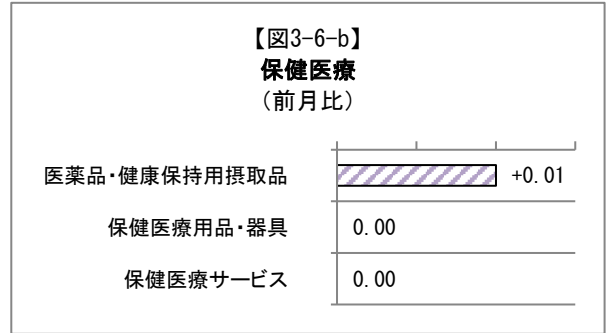 【図3-6-b】
保健医療
（前月比）
医薬品・健康保持用摂取品
+0.01
保健医療用品・器具
0.00
保健医療サービス
0.00